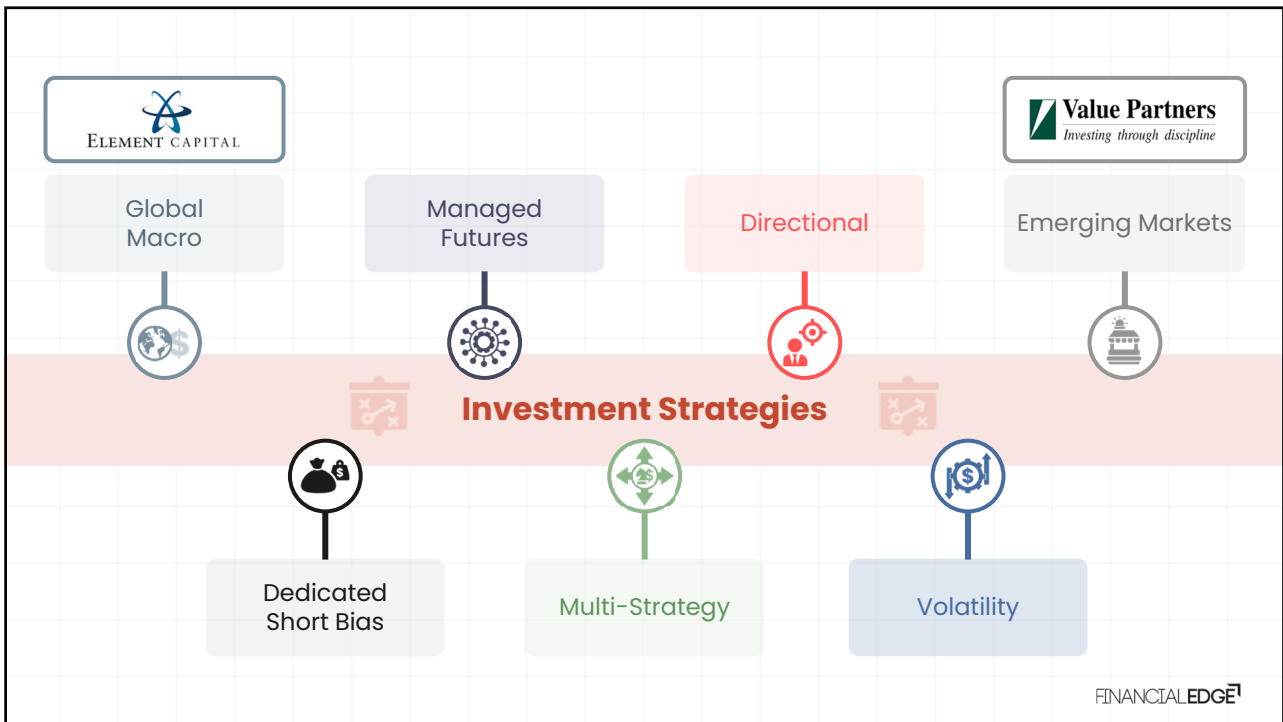 ELEMENT CAPITAL
Value Partners
Investing through discipline
Global
Macro
Managed
Futures
Directional
Emerging Markets
Investment Strategies
Dedicated
Short Bias
Multi-Strategy
Volatility
FINANCIALEDGE